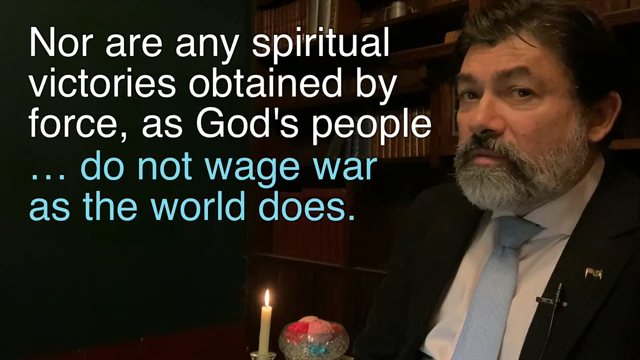 Nor are any spiritual
victories obtained by
force, as God's people
… do not wage war
as the world does.